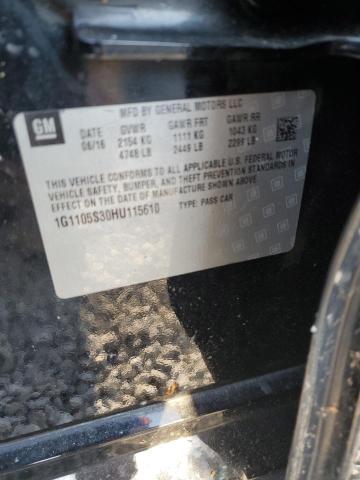 MFD BY GENERAL MOTORS LLC
GM
DATE GVWR GAWR FRT GAWR RR
06/16 2154 KG 1111 KG 1043 KG
4748 LB 2449 LB 2299 LB
THIS VEHICLE CONFORMS TO ALL APPLICABLE U.S. FEDERAL MOTOR
VEHICLE SAFETY, BUMPER, AND THEFT PREVENTION STANDARDS IN
EFFECT ON THE DATE OF MANUFACTURE SHOWN ABOVE.
1G1105S30HU115610 TYPE: PASS CAR